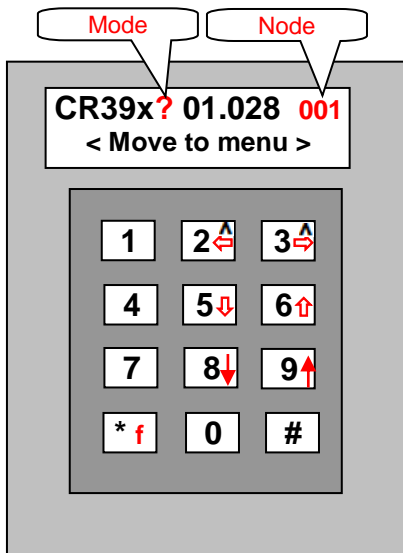 Mode Node
CR39x? 01.028 001
< Move to menu >
1 2 3
4 5 6
7 8 9
* f 0 #